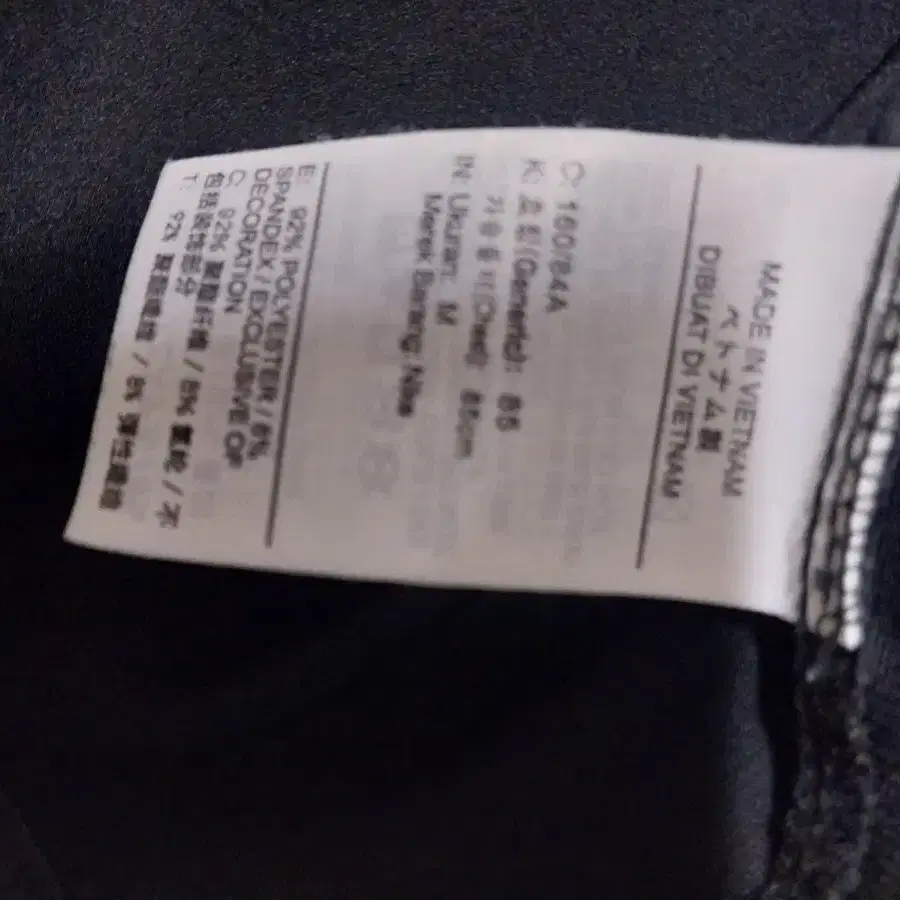 MADE IN VIETNAM
ベトナム製
DIBUAT DI VIETNAM
C: 160/84A
K: 호칭(Generic): 85
가슴둘레(Chest): 85cm
IN: Ukuran: M
Merek Barang: Nike
E: 92% POLYESTER / 8%
SPANDEX / EXCLUSIVE OF
DECORATION
C: 92% 聚酯纤维 / 8% 氨纶 / 不
包括装饰部分
T: 92% 聚酯纖維 / 8% 彈性纖維